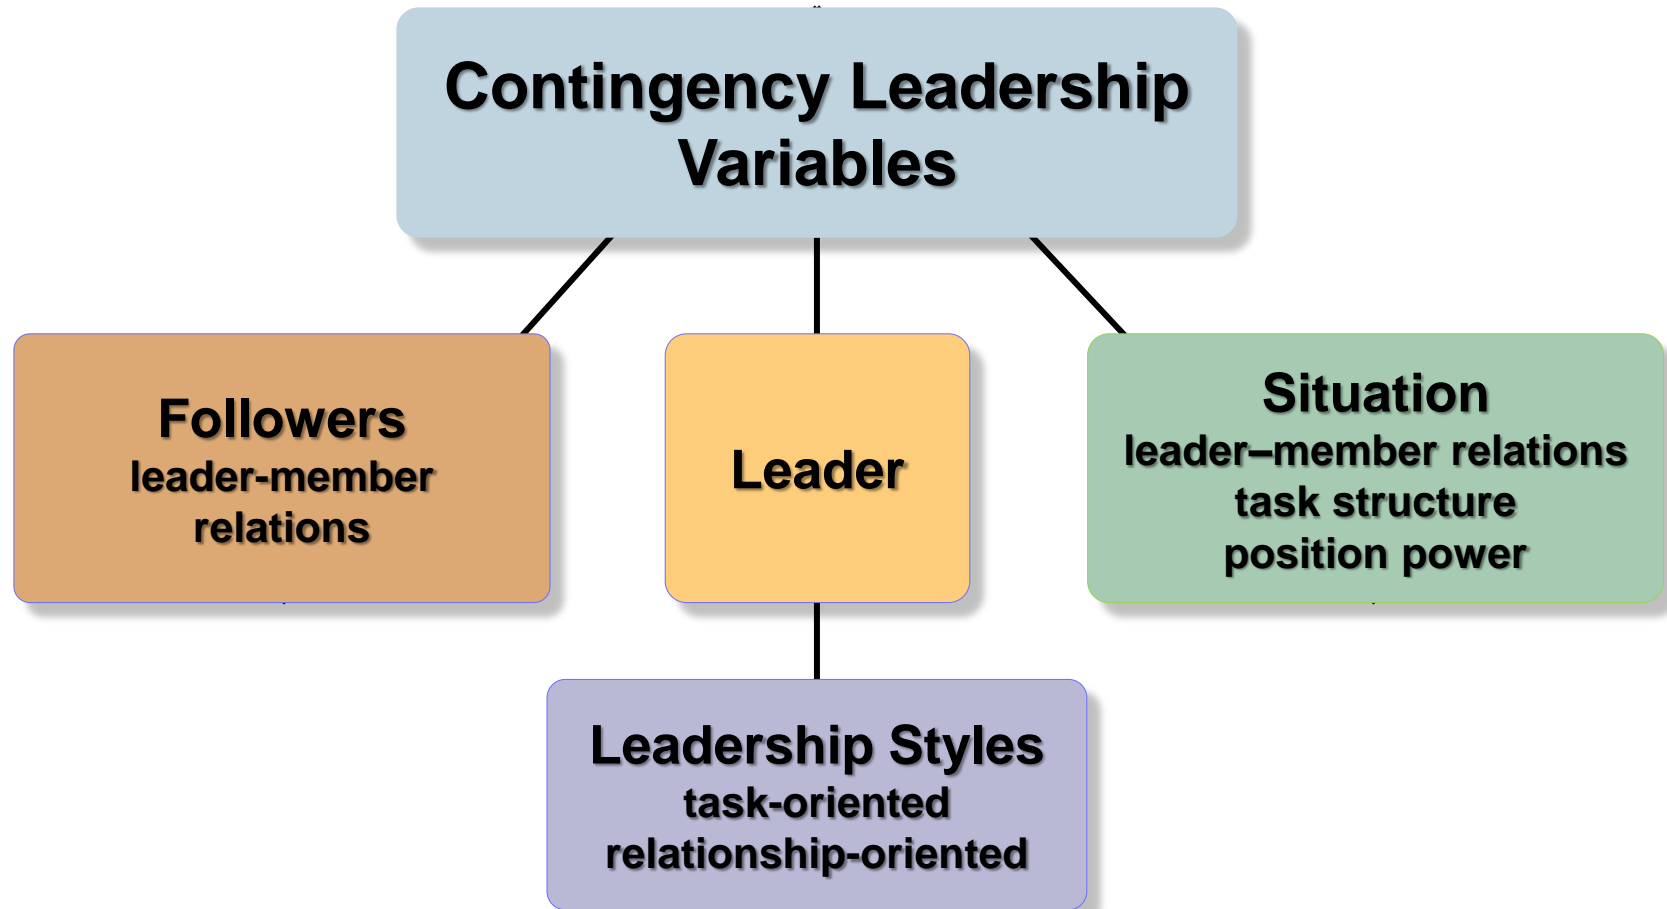 Contingency Leadership
Variables
Followers
leader-member
relations
Leader
Situation
leader–member relations
task structure
position power
Leadership Styles
task-oriented
relationship-oriented